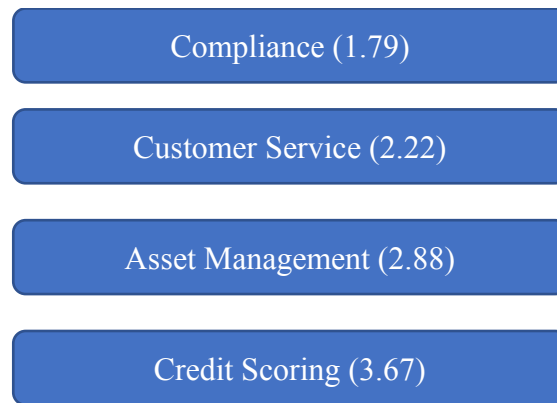 Compliance (1.79)
Customer Service (2.22)
Asset Management (2.88)
Credit Scoring (3.67)